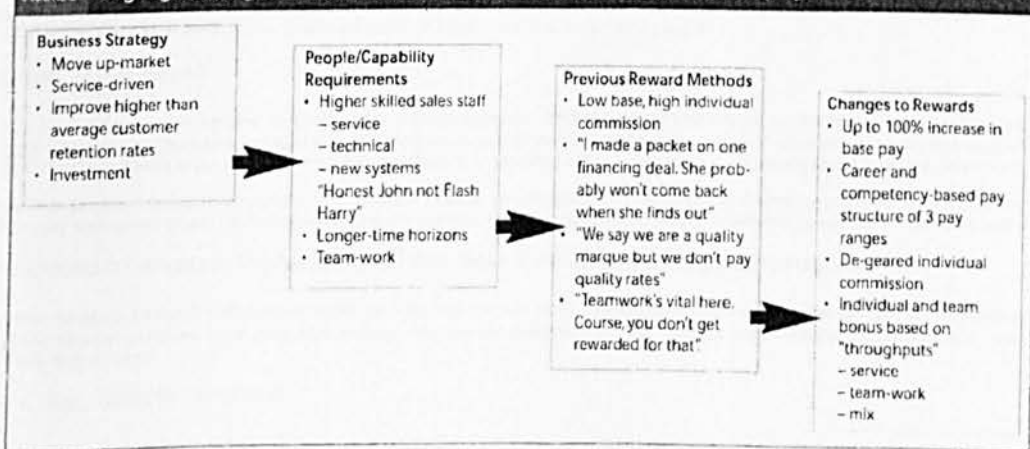 Business Strategy
• Move up-market
• Service-driven
• Improve higher than
average customer
retention rates
• Investment
People/Capability
Requirements
• Higher skilled sales staff
– service
– technical
– new systems
"Honest John not Flash
Harry"
• Longer-time horizons
• Team-work
Previous Reward Methods
• Low base, high individual
commission
• "I made a packet on one
financing deal. She prob-
ably won't come back
when she finds out"
• "We say we are a quality
marque but we don't pay
quality rates"
• "Teamwork's vital here.
Course, you don't get
rewarded for that".
Changes to Rewards
• Up to 100% increase in
base pay
• Career and
competency-based pay
structure of 3 pay
ranges
• De-geared individual
commission
• Individual and team
bonus based on
"throughputs"
– service
– team-work
– mix